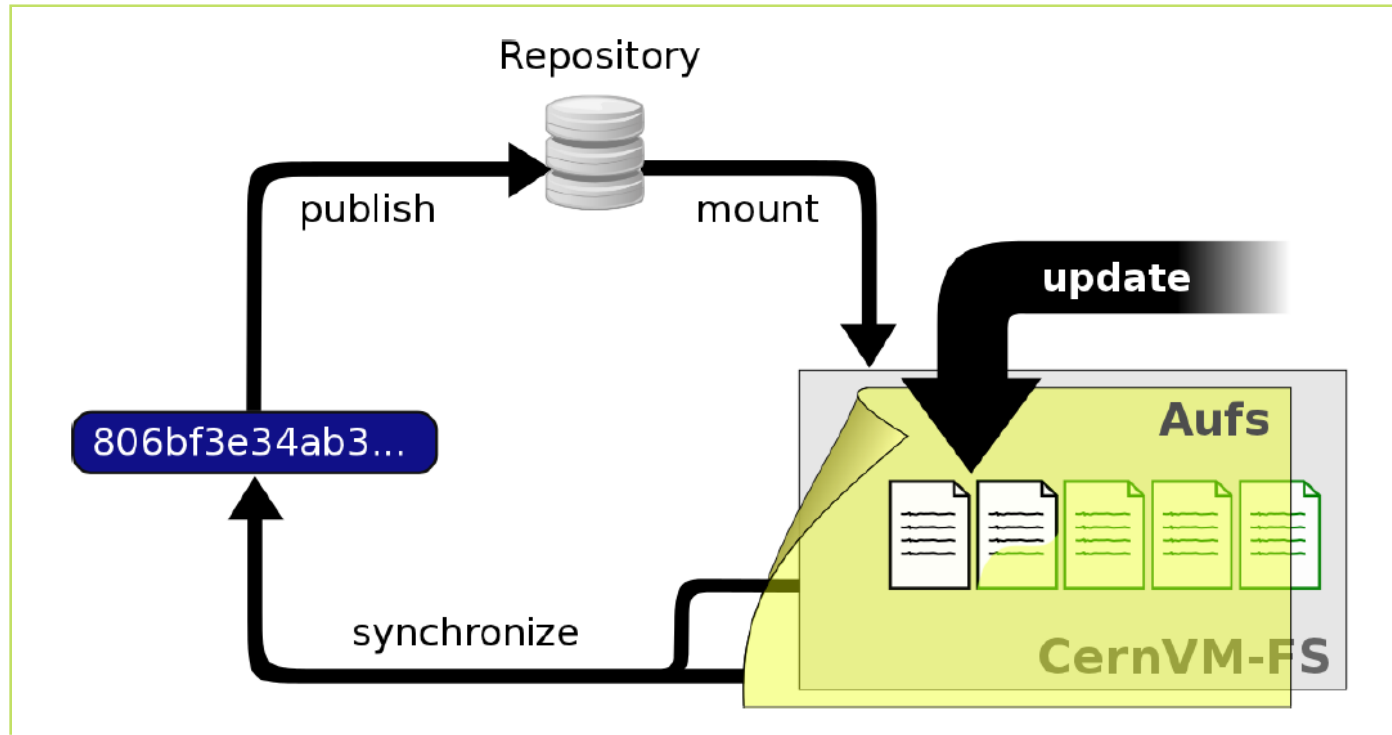 Repository
publish
mount
update
806bf3e34ab3...
Aufs
synchronize
CernVM-FS